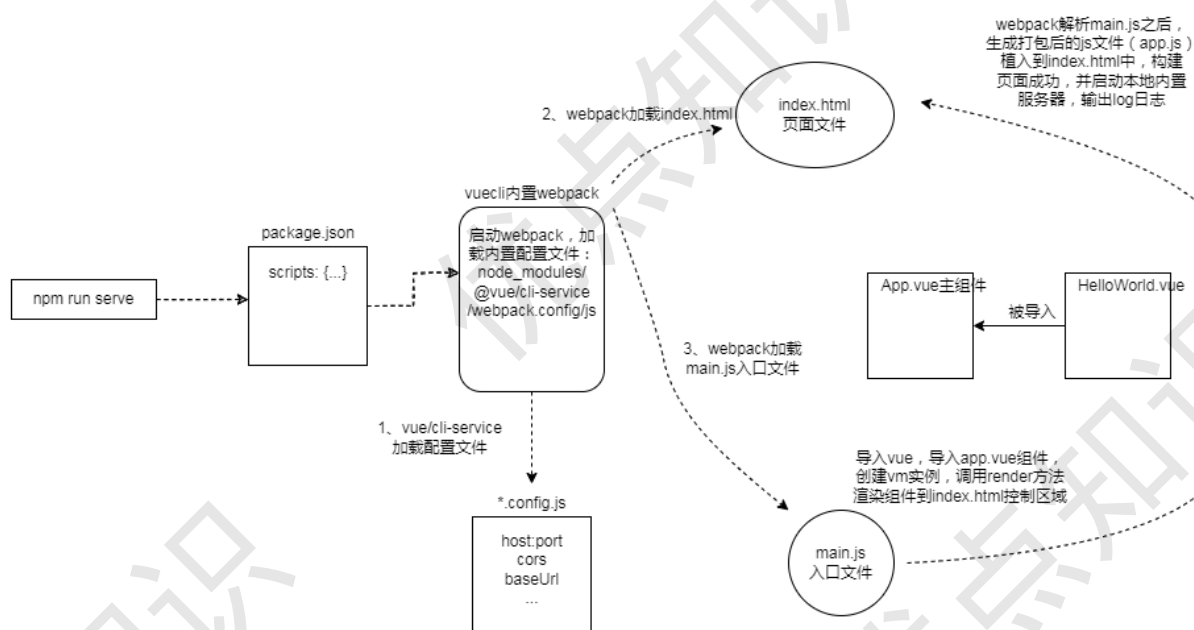 npm run serve
package.json
scripts: {...}
vuecli内置webpack
启动webpack，加
载内置配置文件：
node_modules/
@vue/cli-service
/webpack.config/js
1、vue/cli-service
加载配置文件
*.config.js
host:port
cors
baseUrl
...
2、webpack加载index.html
index.html
页面文件
webpack解析main.js之后，
生成打包后的js文件（app.js）
植入到index.html中，构建
页面成功，并启动本地内置
服务器，输出log日志
3、webpack加载
main.js入口文件
App.vue主组件
被导入
HelloWorld.vue
导入vue，导入app.vue组件，
创建vm实例，调用render方法
渲染组件到index.html控制区域
main.js
入口文件
优点知识
优点知识
知识